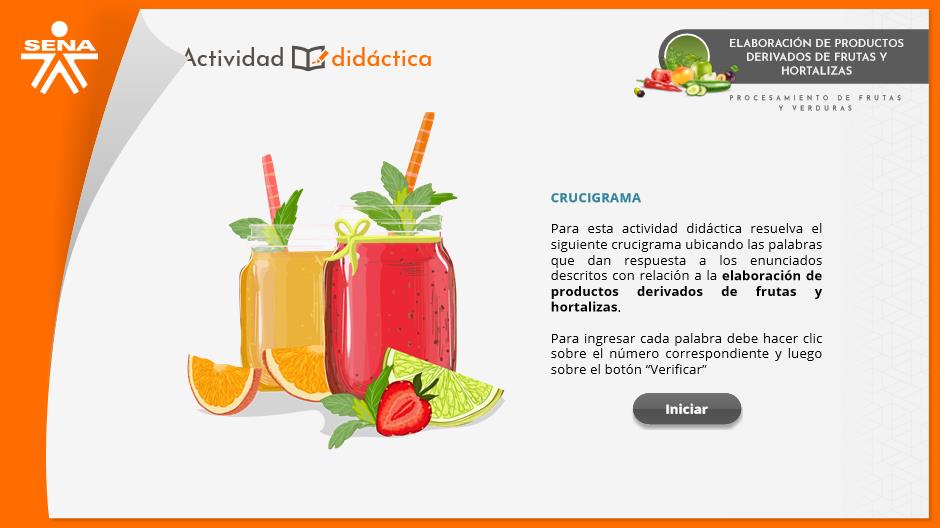 SENA
Actividad didáctica
ELABORACIÓN DE PRODUCTOS
DERIVADOS DE FRUTAS Y
HORTALIZAS
PROCESAMIENTO DE FRUTAS
Y VERDURAS
CRUCIGRAMA
Para esta actividad didáctica resuelva el
siguiente crucigrama ubicando las palabras
que dan respuesta a los enunciados
descritos con relación a la elaboración de
productos derivados de frutas y
hortalizas.
Para ingresar cada palabra debe hacer clic
sobre el número correspondiente y luego
sobre el botón “Verificar”
Iniciar